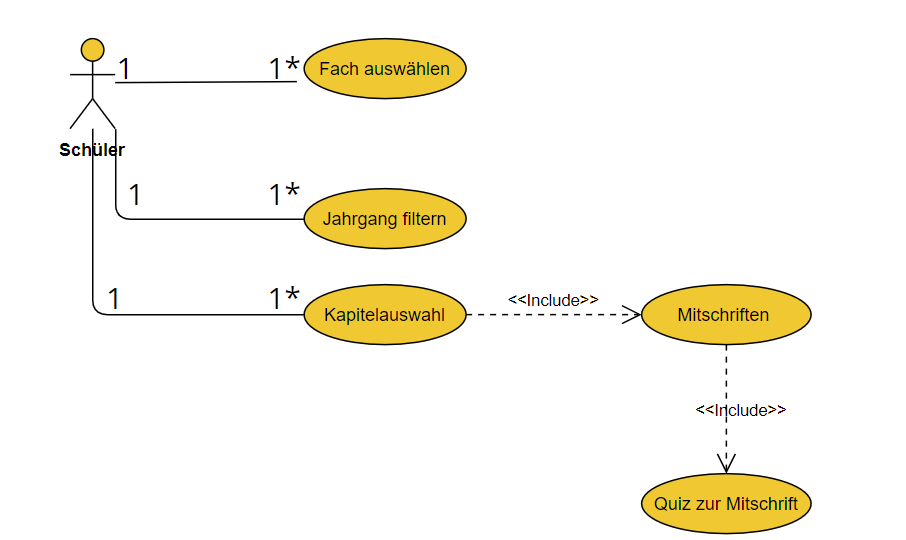 1 1* Fach auswählen
Schüler
1 1* Jahrgang filtern
1 1* Kapitelauswahl <<Include>> Mitschriften
<<Include>>
Quiz zur Mitschrift